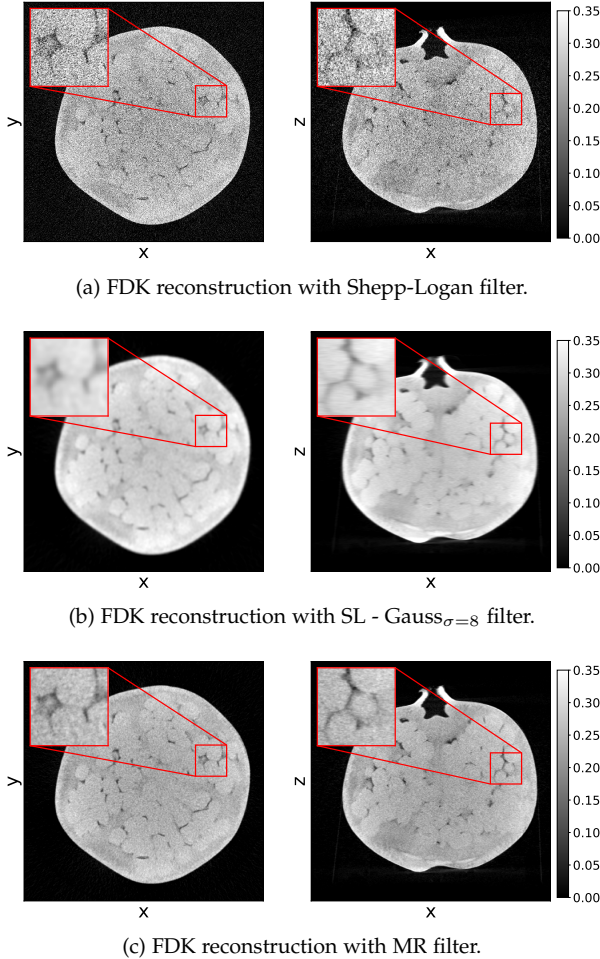 y
x
z
x
0.35
0.30
0.25
0.20
0.15
0.10
0.05
0.00
(a) FDK reconstruction with Shepp-Logan filter.
y
x
z
x
0.35
0.30
0.25
0.20
0.15
0.10
0.05
0.00
(b) FDK reconstruction with SL - Gauss_{σ=8} filter.
y
x
z
x
0.35
0.30
0.25
0.20
0.15
0.10
0.05
0.00
(c) FDK reconstruction with MR filter.